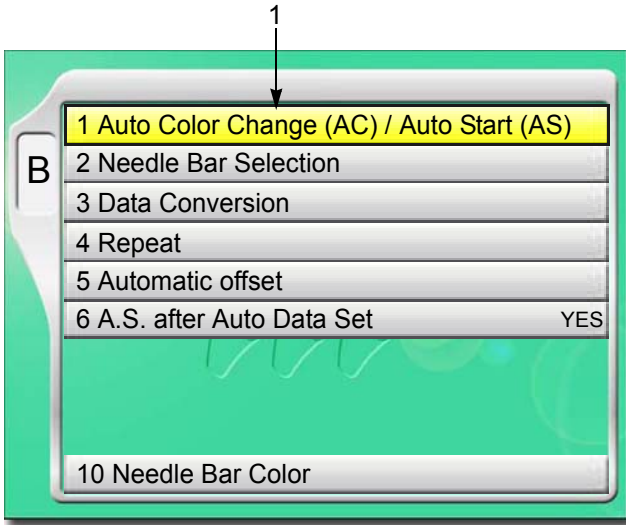 1
1 Auto Color Change (AC) / Auto Start (AS)
B
2 Needle Bar Selection
3 Data Conversion
4 Repeat
5 Automatic offset
6 A.S. after Auto Data Set YES
10 Needle Bar Color